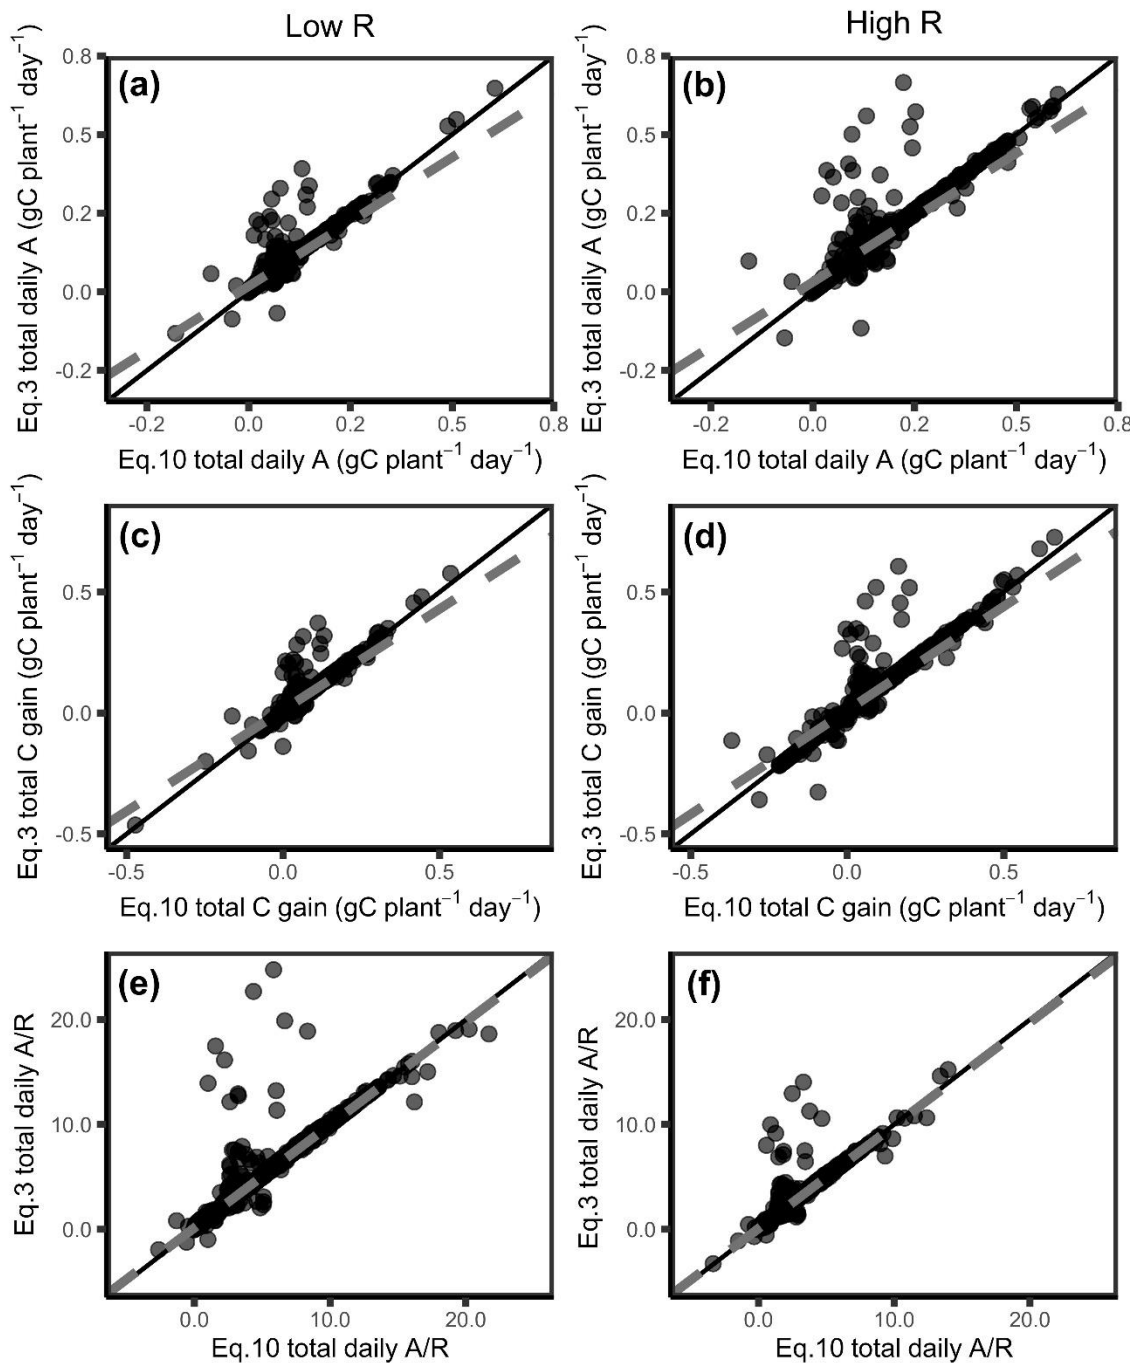 Low R
High R
(a)
(b)
0.8
0.5
0.2
0.0
-0.2
Eq.3 total daily A (gC plant⁻¹ day⁻¹)
-0.2 0.0 0.2 0.5 0.8
Eq.10 total daily A (gC plant⁻¹ day⁻¹)
0.8
0.5
0.2
0.0
-0.2
Eq.3 total daily A (gC plant⁻¹ day⁻¹)
-0.2 0.0 0.2 0.5 0.8
Eq.10 total daily A (gC plant⁻¹ day⁻¹)
(c)
(d)
0.5
0.0
-0.5
Eq.3 total C gain (gC plant⁻¹ day⁻¹)
-0.5 0.0 0.5
Eq.10 total C gain (gC plant⁻¹ day⁻¹)
0.5
0.0
-0.5
Eq.3 total C gain (gC plant⁻¹ day⁻¹)
-0.5 0.0 0.5
Eq.10 total C gain (gC plant⁻¹ day⁻¹)
(e)
(f)
20.0
10.0
0.0
Eq.3 total daily A/R
0.0 10.0 20.0
Eq.10 total daily A/R
20.0
10.0
0.0
Eq.3 total daily A/R
0.0 10.0 20.0
Eq.10 total daily A/R